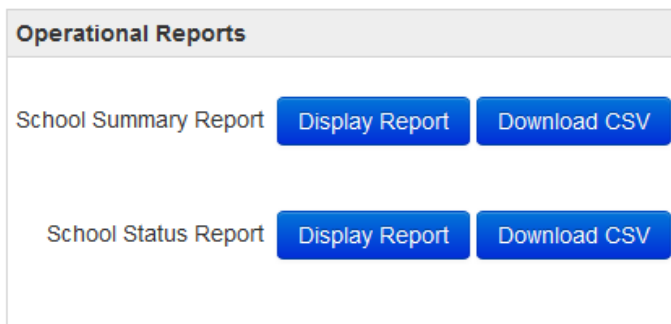 Operational Reports
School Summary Report Display Report Download CSV
School Status Report Display Report Download CSV